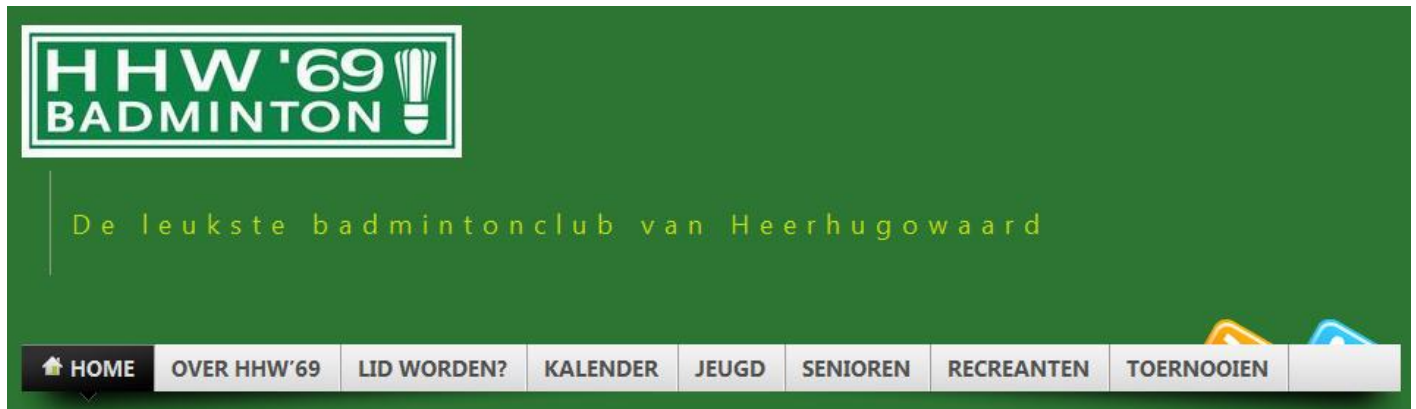 HHW '69
BADMINTON
De leukste badmintonclub van Heerhugowaard
HOME OVER HHW'69 LID WORDEN? KALENDER JEUGD SENIOREN RECREANTEN TOERNOOIEN